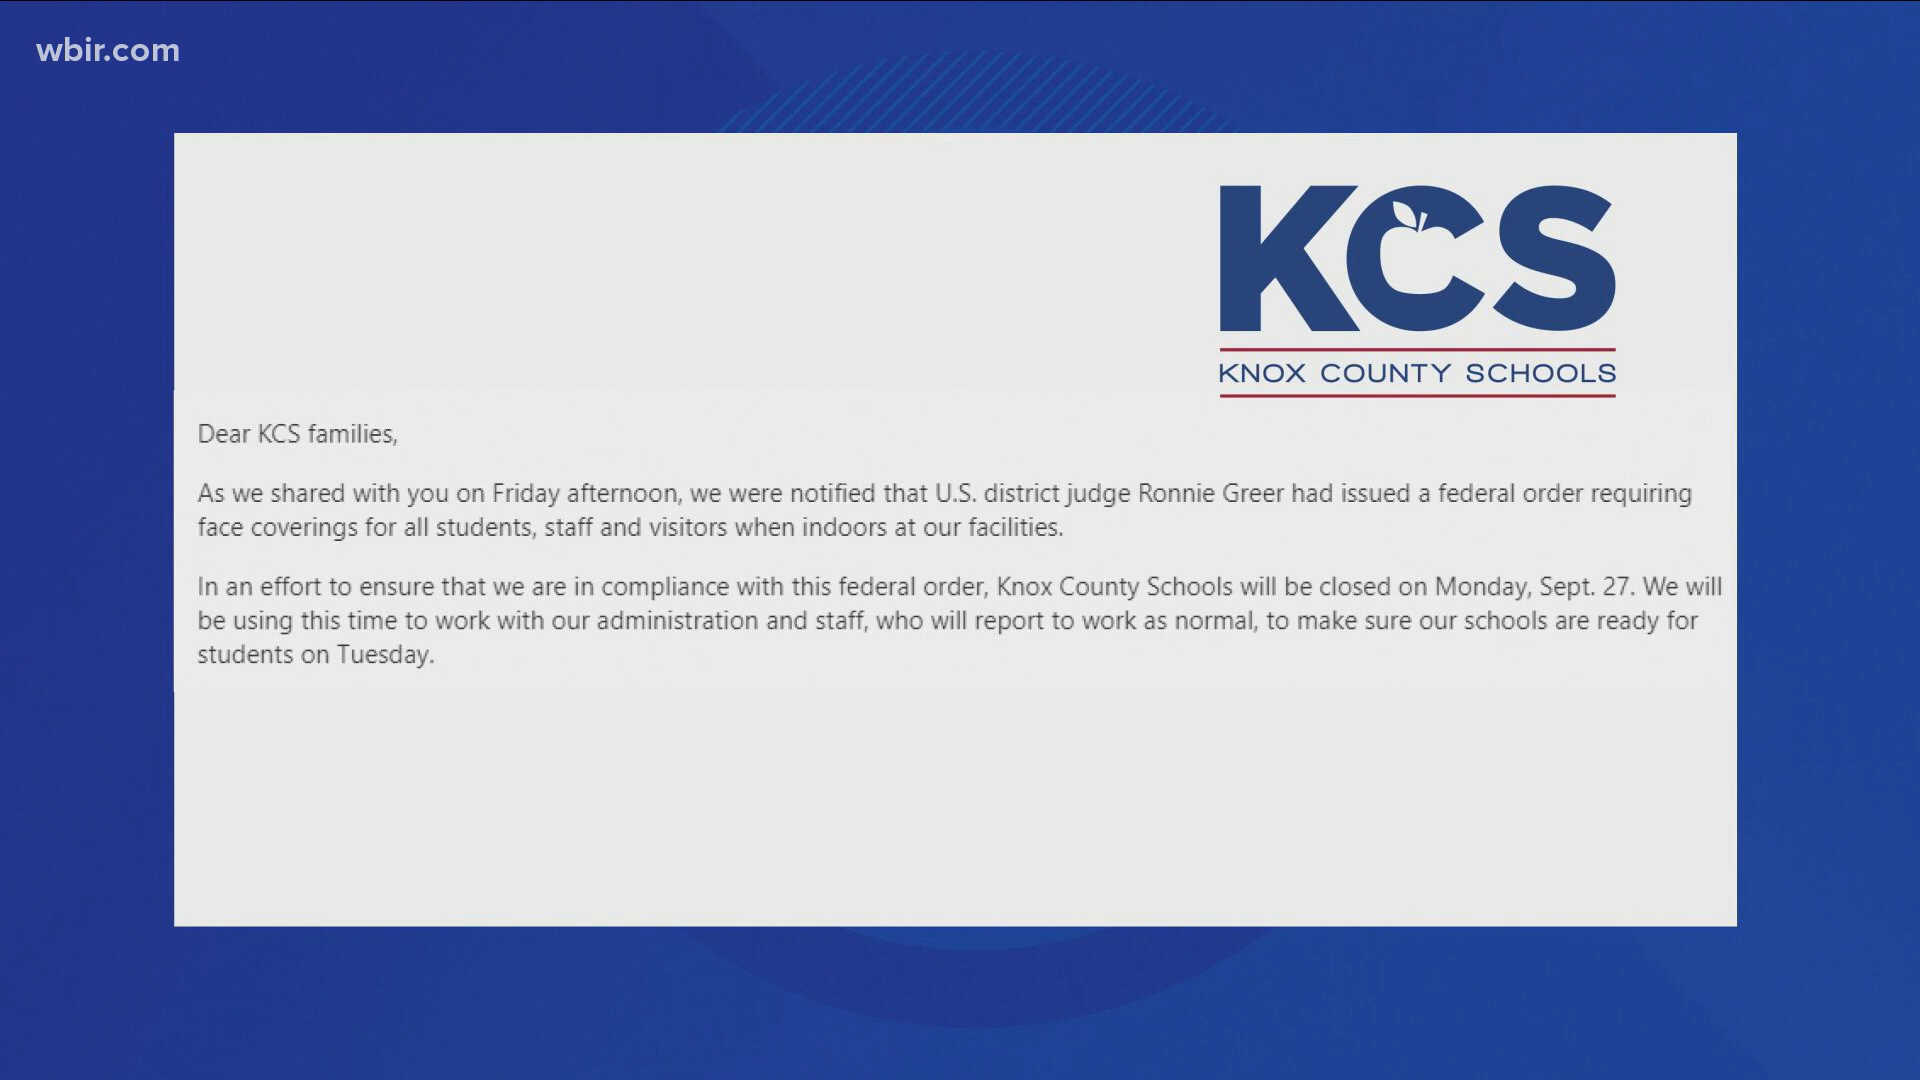 wbir.com
KCS
KNOX COUNTY SCHOOLS
Dear KCS families,
As we shared with you on Friday afternoon, we were notified that U.S. district judge Ronnie Greer had issued a federal order requiring
face coverings for all students, staff and visitors when indoors at our facilities.
In an effort to ensure that we are in compliance with this federal order, Knox County Schools will be closed on Monday, Sept. 27. We will
be using this time to work with our administration and staff, who will report to work as normal, to make sure our schools are ready for
students on Tuesday.